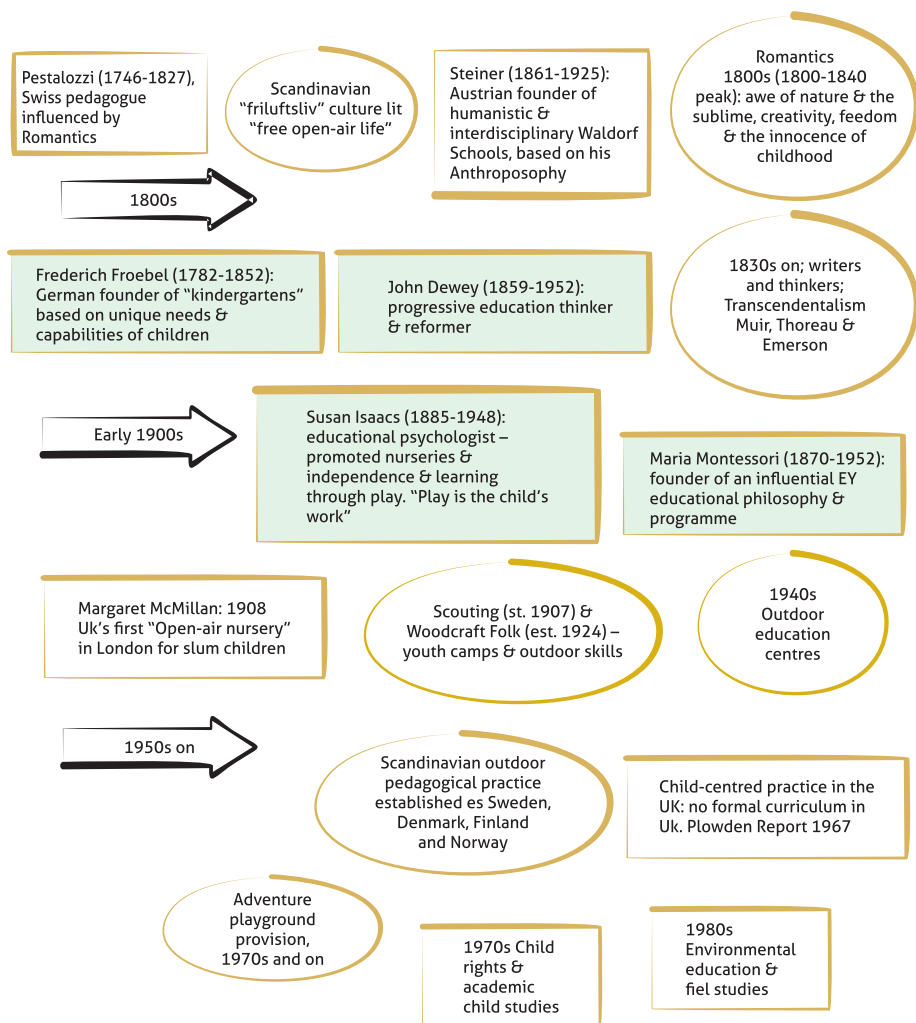 Pestalozzi (1746-1827),
Swiss pedagogue
influenced by
Romantics
Scandinavian
“friluftsliv” culture lit
“free open-air life”
Steiner (1861-1925):
Austrian founder of
humanistic &
interdisciplinary Waldorf
Schools, based on his
Anthroposophy
Romantics
1800s (1800-1840
peak): awe of nature & the
sublime, creativity, feedom
& the innocence of
childhood
1800s
Frederich Froebel (1782-1852):
German founder of “kindergartens”
based on unique needs &
capabilities of children
John Dewey (1859-1952):
progressive education thinker
& reformer
1830s on; writers
and thinkers;
Transcendentalism
Muir, Thoreau &
Emerson
Early 1900s
Susan Isaacs (1885-1948):
educational psychologist –
promoted nurseries &
independence & learning
through play. “Play is the child’s
work”
Maria Montessori (1870-1952):
founder of an influential EY
educational philosophy &
programme
Margaret McMillan: 1908
Uk’s first “Open-air nursery”
in London for slum children
Scouting (st. 1907) &
Woodcraft Folk (est. 1924) –
youth camps & outdoor skills
1940s
Outdoor
education
centres
1950s on
Scandinavian outdoor
pedagogical practice
established es Sweden,
Denmark, Finland
and Norway
Child-centred practice in the
UK: no formal curriculum in
Uk. Plowden Report 1967
Adventure
playground
provision,
1970s and on
1970s Child
rights &
academic
child studies
1980s
Environmental
education &
fiel studies